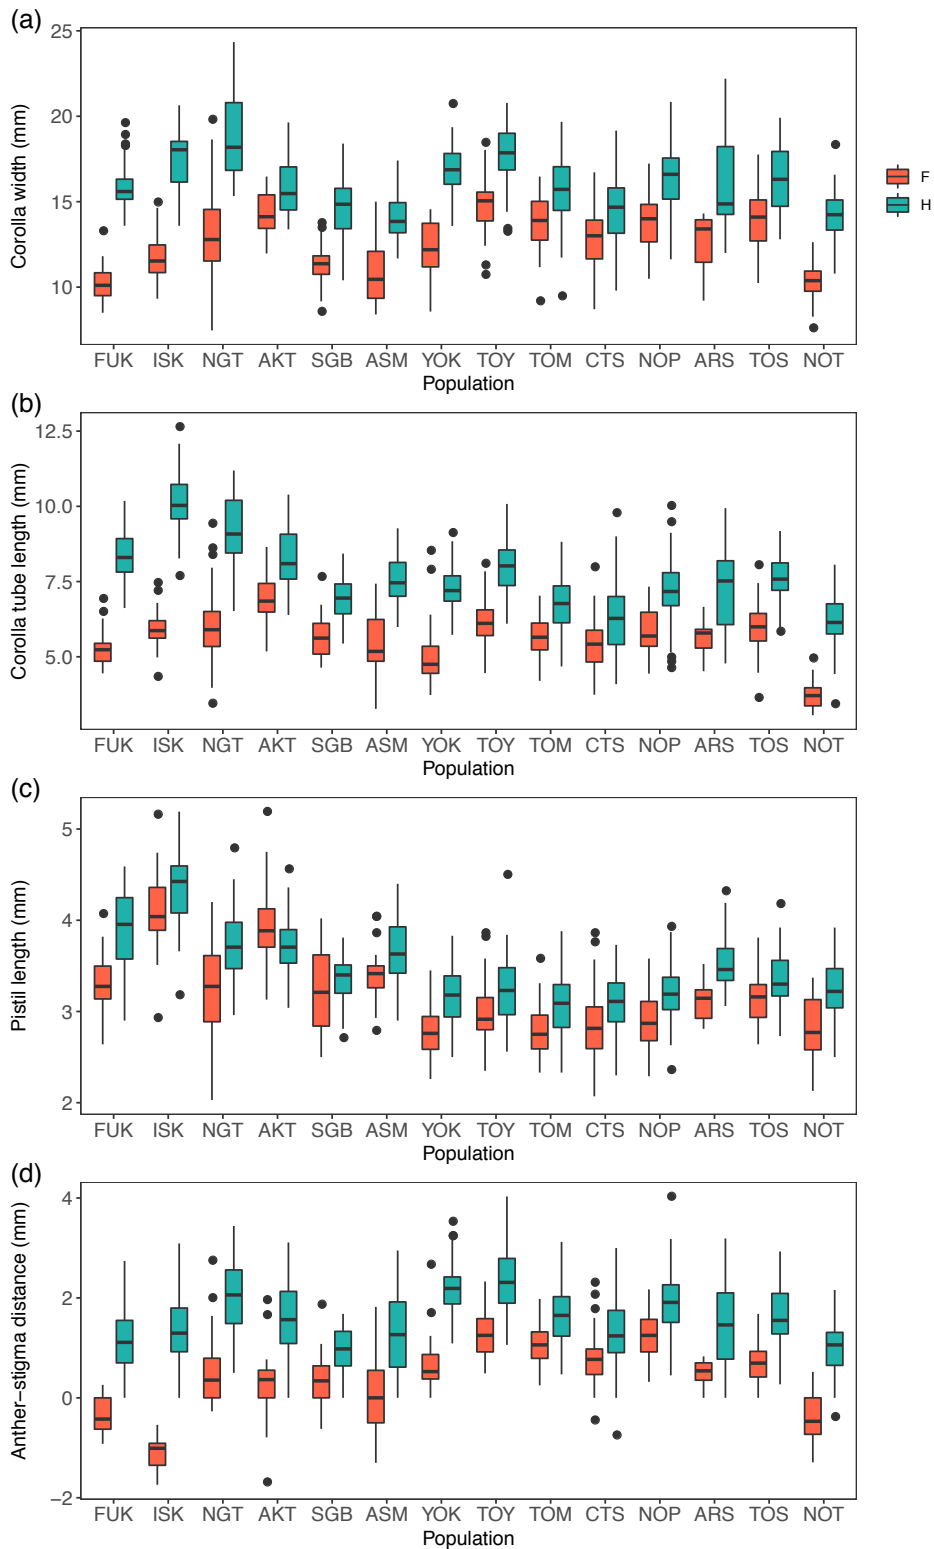 (a)
25
20
15
10
Corolla width (mm)
FUK ISK NGT AKT SGB ASM YOK TOY TOM CTS NOP ARS TOS NOT
Population
F
H
(b)
12.5
10.0
7.5
5.0
Corolla tube length (mm)
FUK ISK NGT AKT SGB ASM YOK TOY TOM CTS NOP ARS TOS NOT
Population
(c)
5
4
3
2
Pistil length (mm)
FUK ISK NGT AKT SGB ASM YOK TOY TOM CTS NOP ARS TOS NOT
Population
(d)
4
2
0
−2
Anther−stigma distance (mm)
FUK ISK NGT AKT SGB ASM YOK TOY TOM CTS NOP ARS TOS NOT
Population